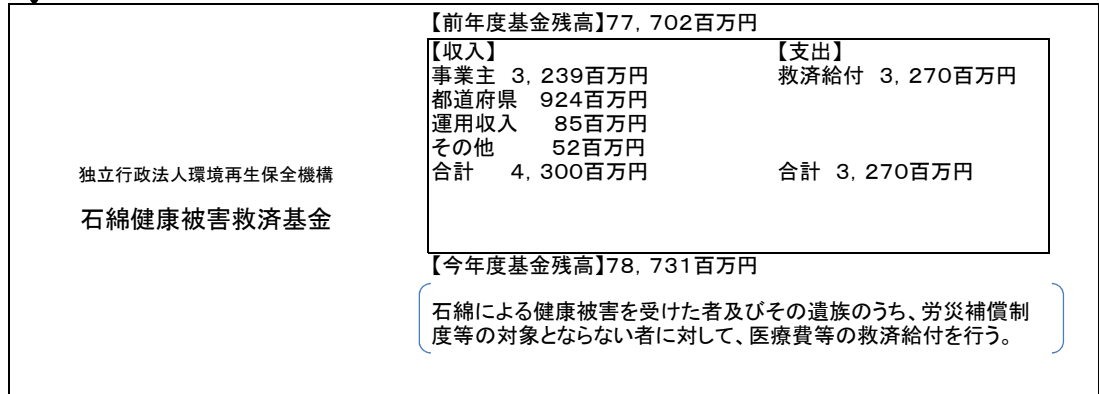 【前年度基金残高】77,702百万円
【収入】 【支出】
事業主 3,239百万円 救済給付 3,270百万円
都道府県 924百万円
運用収入 85百万円
その他 52百万円
合計 4,300百万円 合計 3,270百万円
独立行政法人環境再生保全機構
石綿健康被害救済基金
【今年度基金残高】78,731百万円
石綿による健康被害を受けた者及びその遺族のうち、労災補償制
度等の対象とならない者に対して、医療費等の救済給付を行う。